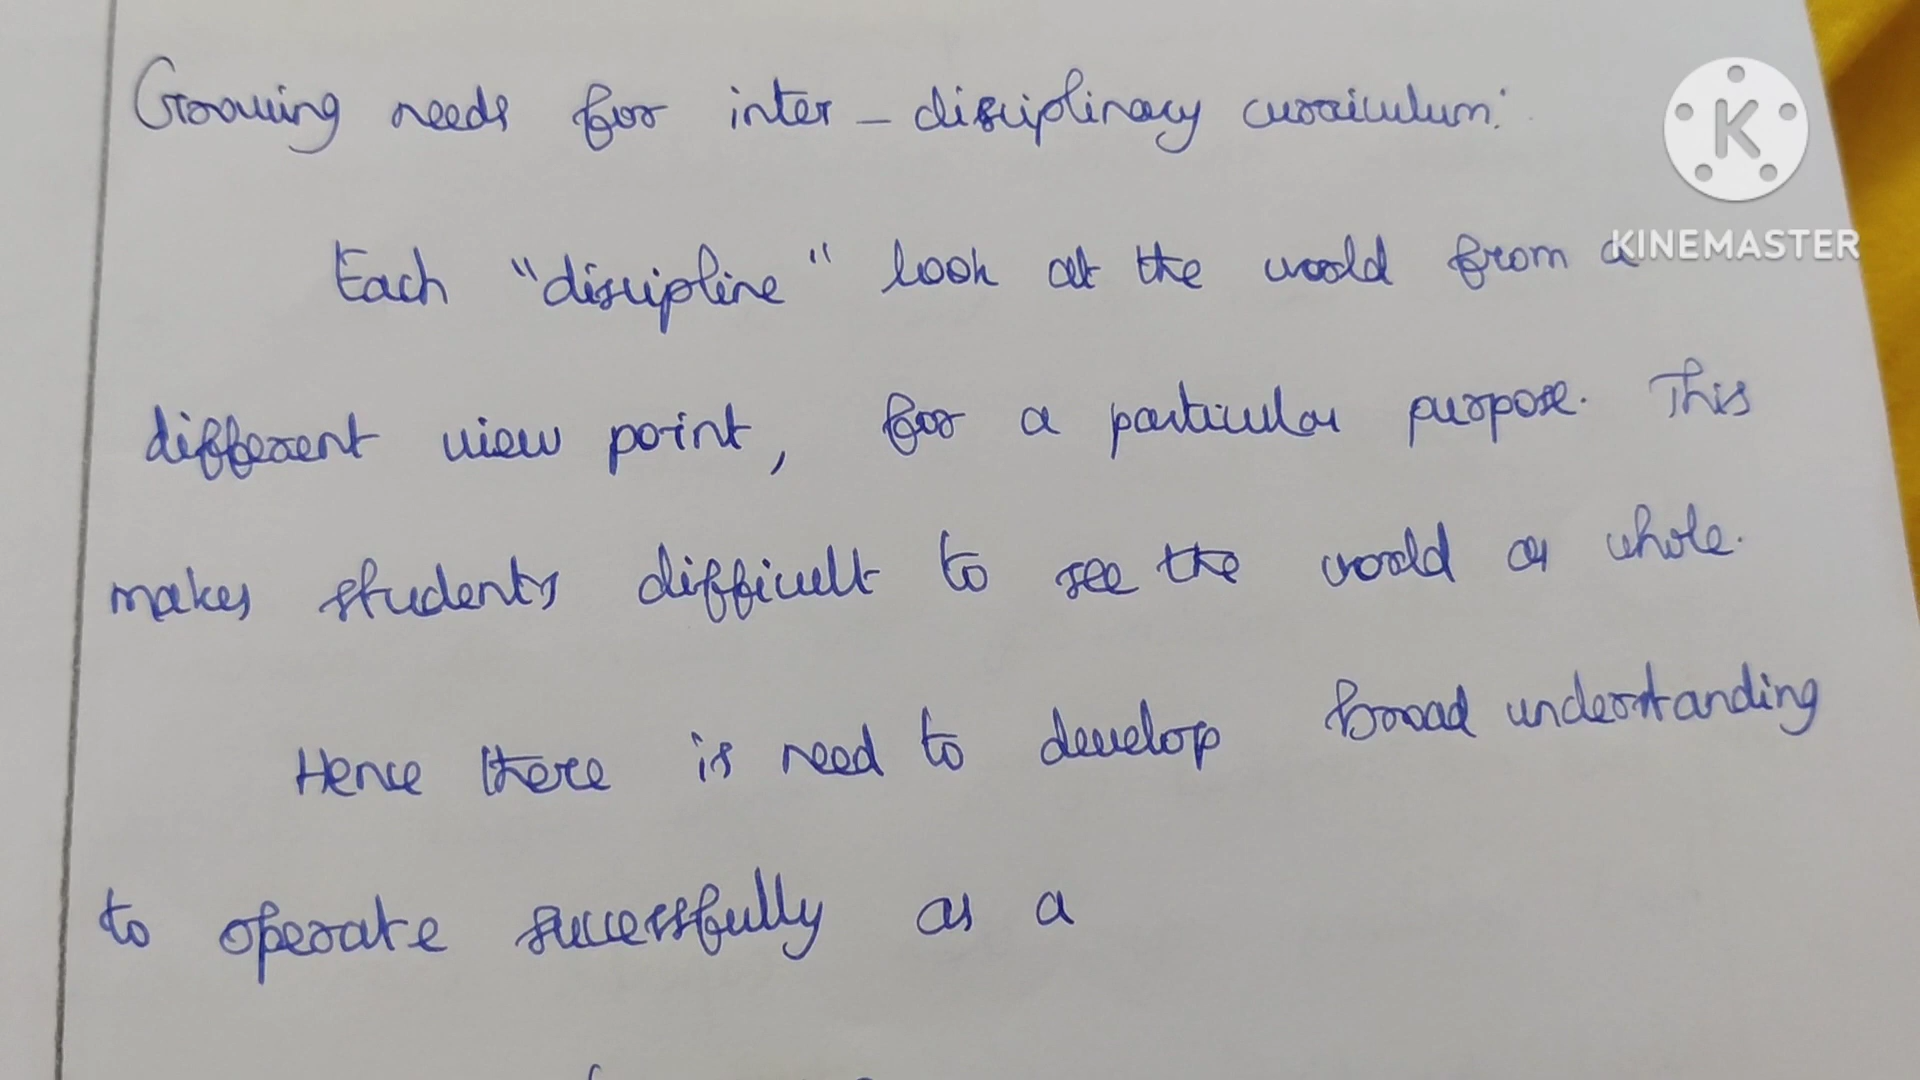 Growing needs for inter - disciplinary curriculum:
K
KINEMASTER
Each "discipline" look at the world from a
different view point, for a particular purpose. This
makes students difficult to see the world as whole.
Hence there is need to develop broad understanding
to operate successfully as a